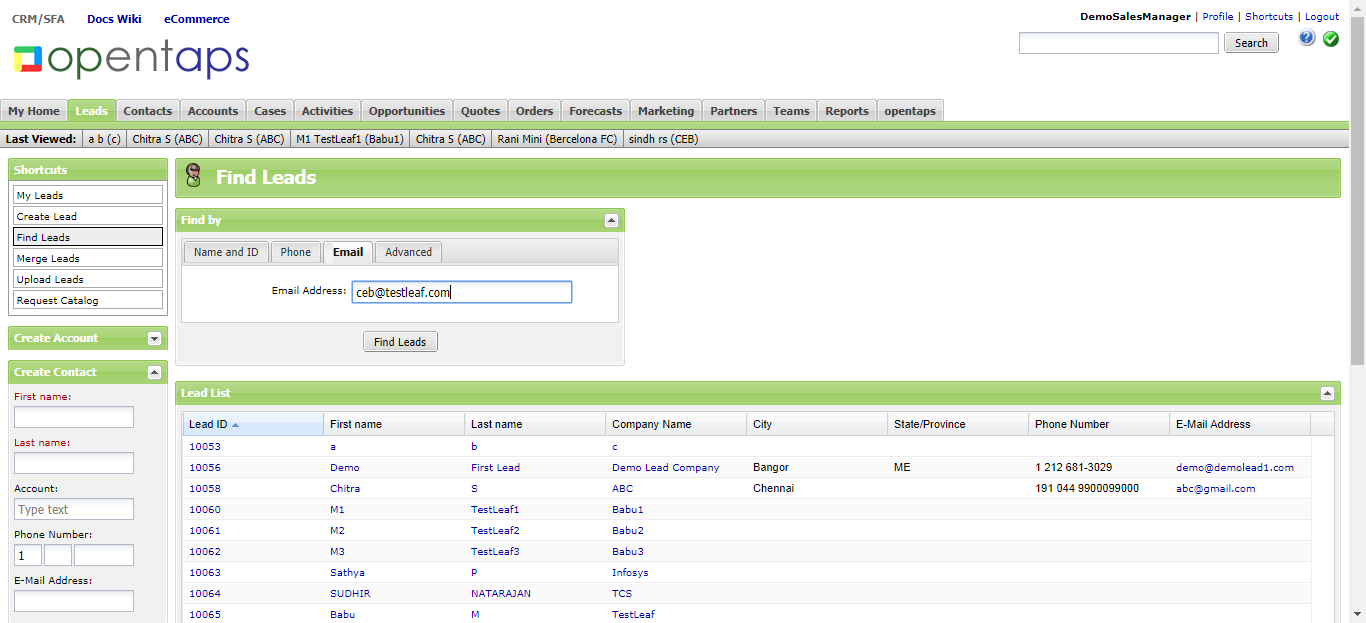 CRM/SFA Docs Wiki eCommerce
DemoSalesManager | Profile | Shortcuts | Logout
opentaps
Search
My Home Leads Contacts Accounts Cases Activities Opportunities Quotes Orders Forecasts Marketing Partners Teams Reports opentaps
Last Viewed: a b (c) Chitra S (ABC) Chitra S (ABC) M1 TestLeaf1 (Babu1) Chitra S (ABC) Rani Mini (Bercelona FC) sindh rs (CEB)
Shortcuts
My Leads
Create Lead
Find Leads
Merge Leads
Upload Leads
Request Catalog
Create Account
Create Contact
First name:
Last name:
Account:
Type text
Phone Number:
1
E-Mail Address:
Find Leads
Find by
Name and ID Phone Email Advanced
Email Address: ceb@testleaf.com
Find Leads
Lead List
Lead ID First name Last name Company Name City State/Province Phone Number E-Mail Address
10053 a b c
10056 Demo First Lead Demo Lead Company Bangor ME 1 212 681-3029 demo@demolead1.com
10058 Chitra S ABC Chennai 191 044 9900099000 abc@gmail.com
10060 M1 TestLeaf1 Babu1
10061 M2 TestLeaf2 Babu2
10062 M3 TestLeaf3 Babu3
10063 Sathya P Infosys
10064 SUDHIR NATARAJAN TCS
10065 Babu M TestLeaf